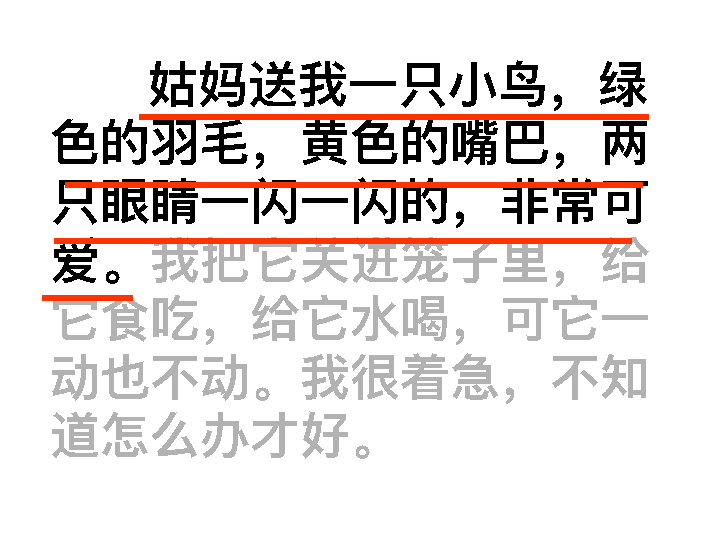 姑妈送我一只小鸟，绿
色的羽毛，黄色的嘴巴，两
只眼睛一闪一闪的，非常可
爱。我把它关进笼子里，给
它食吃，给它水喝，可它一
动也不动。我很着急，不知
道怎么办才好。